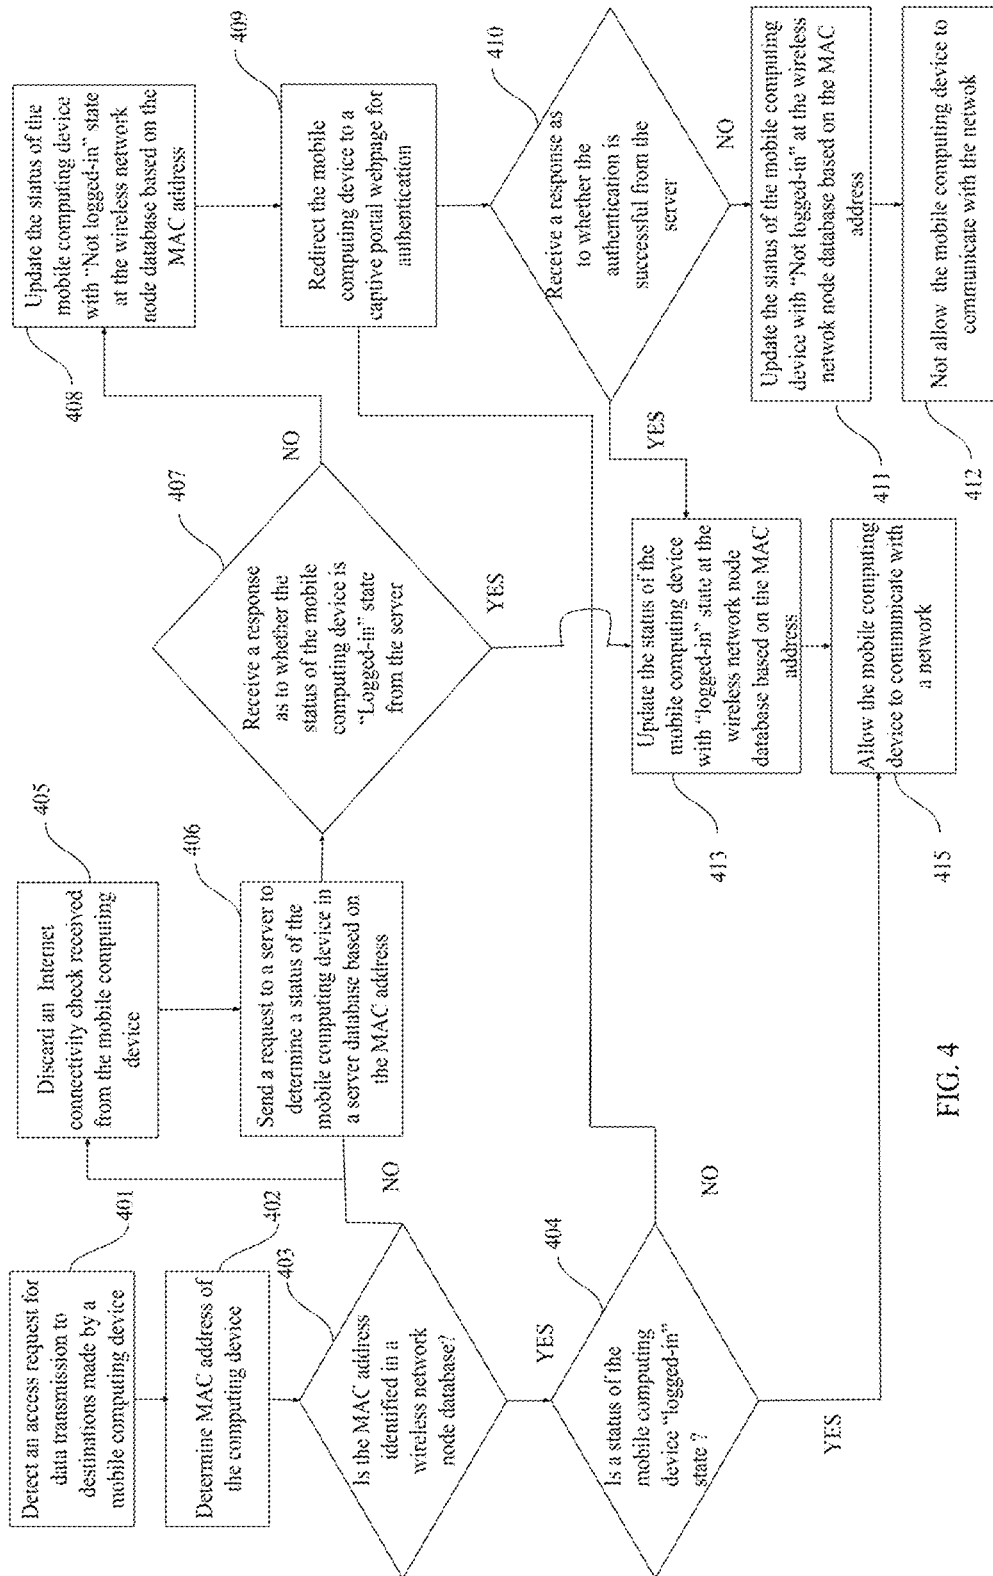 401
Detect an access request for
data transmission to
destinations made by a
mobile computing device
402
Determine MAC address of
the computing device
403
Is the MAC address
identified in a
wireless network
node database?
NO
YES
404
Is a status of the
mobile computing
device “logged-in”
state ?
NO
YES
405
Discard an Internet
connectivity check received
from the mobile computing
device
406
Send a request to a server to
determine a status of the
mobile computing device in
a server database based on
the MAC address
407
Receive a response
as to whether the
status of the mobile
computing device is
“Logged-in” state
from the server
NO
YES
408
Update the status of the
mobile computing device
with “Not logged-in” state
at the wireless network
node database based on the
MAC address
409
Redirect the mobile
computing device to a
captive portal webpage for
authentication
410
Receive a response as
to whether the
authentication is
successful from the
server
YES
NO
411
Update the status of the mobile computing
device with “Not logged-in” at the wireless
network node database based on the MAC
address
412
Not allow the mobile computing device to
communicate with the netwok
413
Update the status of the
mobile computing device
with “logged-in” state at the
wireless network node
database based on the MAC
address
415
Allow the mobile computing
device to communicate with
a network
FIG. 4